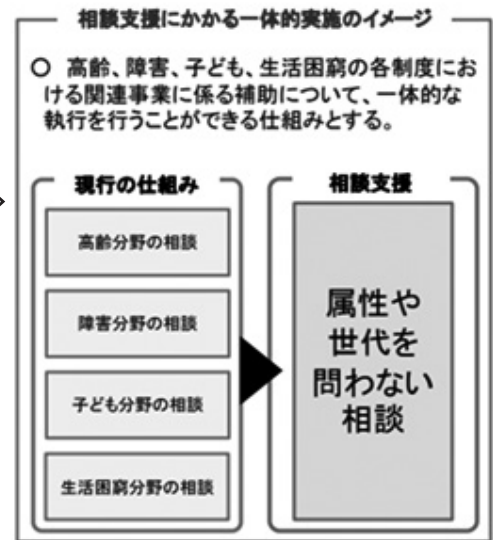 相談支援にかかる一体的実施のイメージ
○ 高齢、障害、子ども、生活困窮の各制度にお
ける関連事業に係る補助について、一体的な
執行を行うことができる仕組みとする。
現行の仕組み
高齢分野の相談
障害分野の相談
子ども分野の相談
生活困窮分野の相談
相談支援
属性や
世代を
問わない
相談